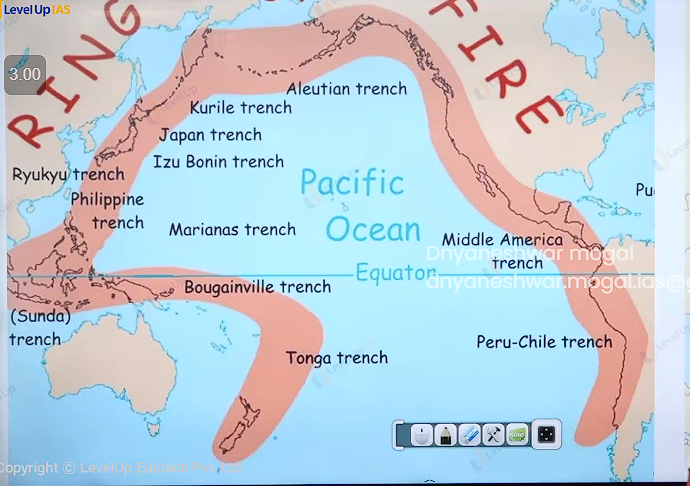 LevelUp IAS
3.00
RING
FIRE
Aleutian trench
Kurile trench
Japan trench
Izu Bonin trench
Ryukyu trench
Philippine
trench
Pacific
Ocean
Marianas trench
Middle America
trench
Dnyaneshwar mogal
dnyaneshwar.mogal.ias@g
Equator
Bougainville trench
(Sunda)
trench
Tonga trench
Peru-Chile trench
Pu
NOTE
Copyright © LevelUp